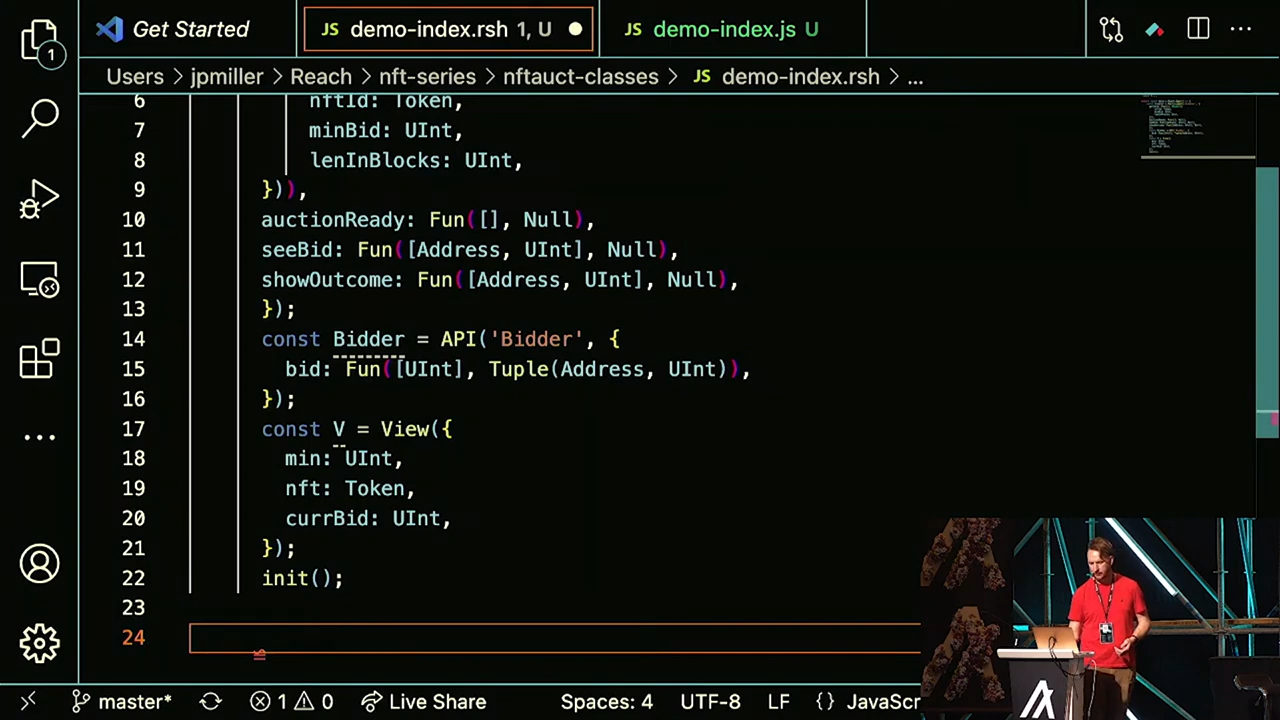 Get Started
JS demo-index.rsh 1, U
JS demo-index.js U
Users > jpmiller > Reach > nft-series > nftauct-classes > JS demo-index.rsh > ...
1
6 nftId: Token,
7 minBid: UInt,
8 lenInBlocks: UInt,
9 })),
10 auctionReady: Fun([], Null),
11 seeBid: Fun([Address, UInt], Null),
12 showOutcome: Fun([Address, UInt], Null),
13 });
14 const Bidder = API('Bidder', {
15 bid: Fun([UInt], Tuple(Address, UInt)),
16 });
17 const V = View({
18 min: UInt,
19 nft: Token,
20 currBid: UInt,
21 });
22 init();
23
24
master* 1 0 Live Share Spaces: 4 UTF-8 LF {} JavaScr